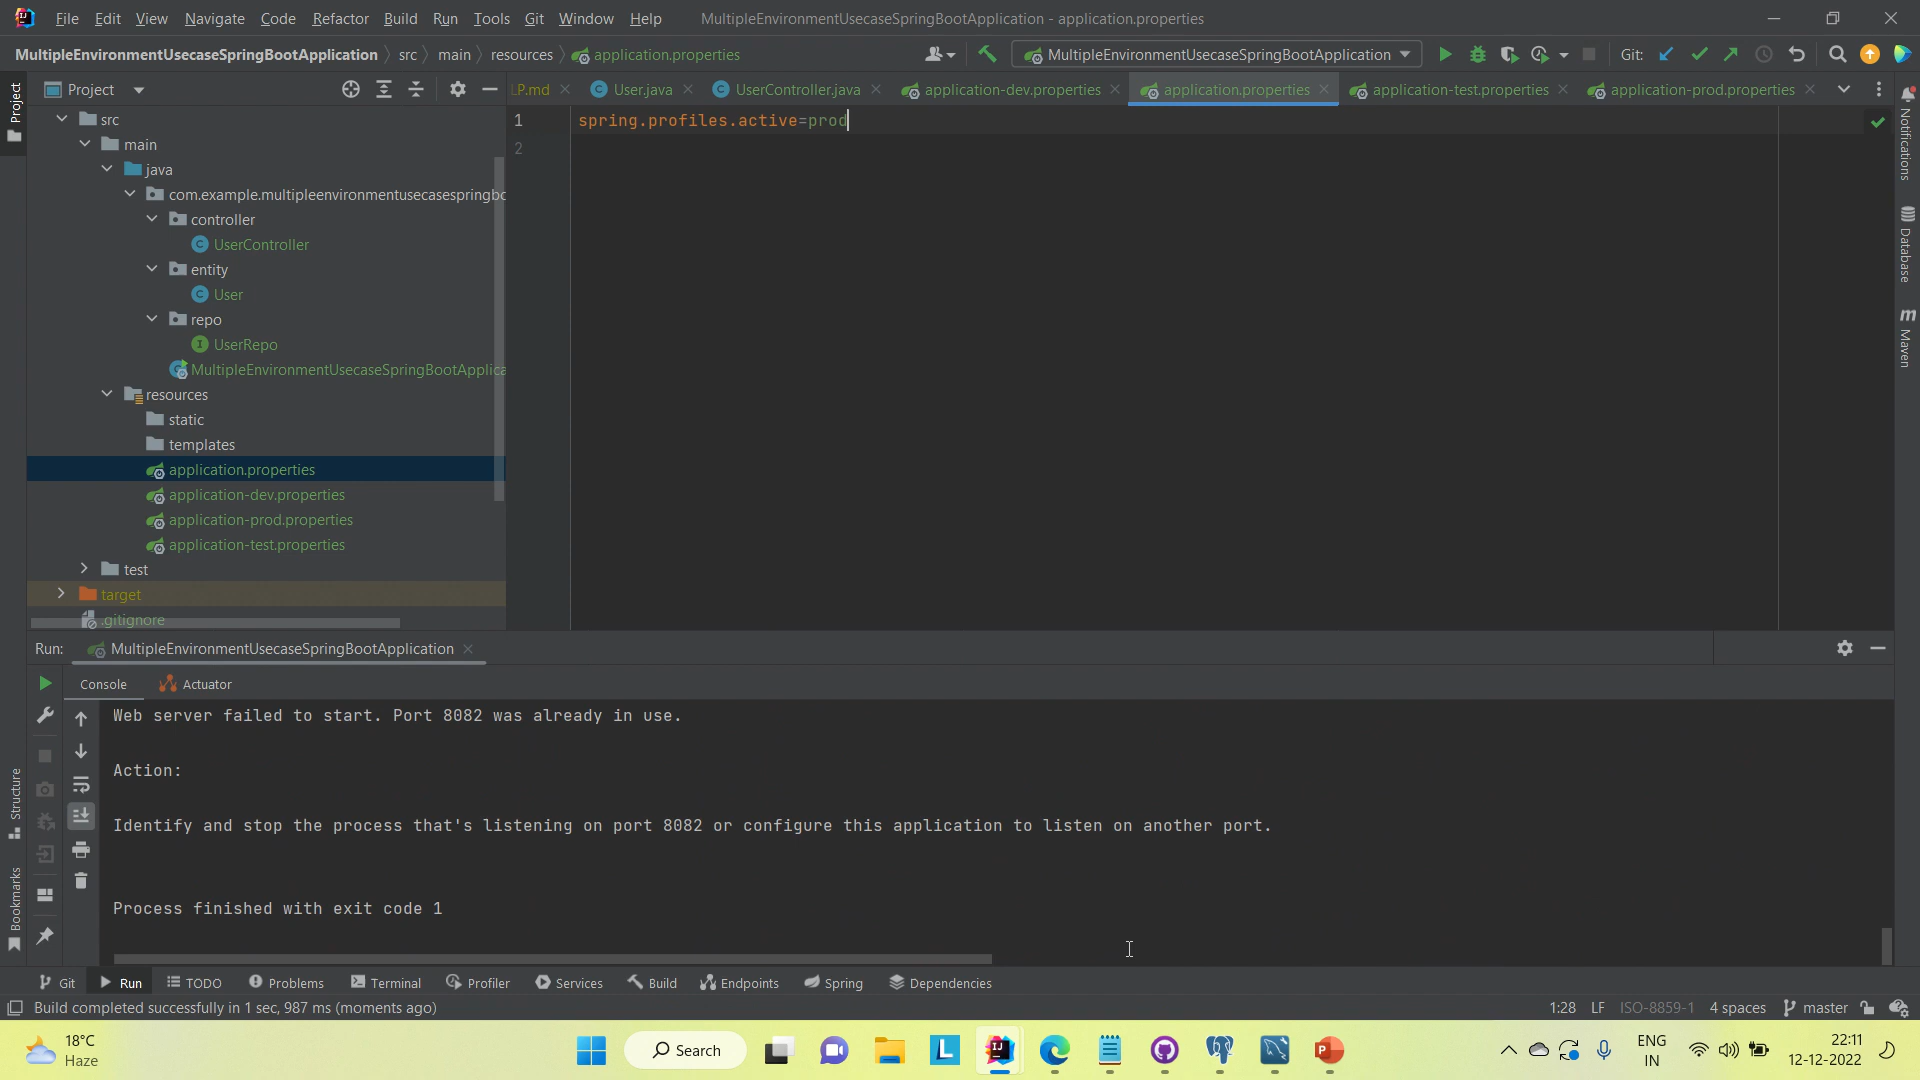 File Edit View Navigate Code Refactor Build Run Tools Git Window Help MultipleEnvironmentUsecaseSpringBootApplication - application.properties
MultipleEnvironmentUsecaseSpringBootApplication src main resources application.properties MultipleEnvironmentUsecaseSpringBootApplication Git:
Project LP.md User.java UserController.java application-dev.properties application.properties application-test.properties application-prod.properties
Project
Notifications
Database
Maven
src
main
java
com.example.multipleenvironmentusecasespringbo
controller
UserController
entity
User
repo
UserRepo
MultipleEnvironmentUsecaseSpringBootApplica
resources
static
templates
application.properties
application-dev.properties
application-prod.properties
application-test.properties
test
target
.gitignore
1 spring.profiles.active=prod
2
Run: MultipleEnvironmentUsecaseSpringBootApplication
Console Actuator
Web server failed to start. Port 8082 was already in use.
Action:
Identify and stop the process that's listening on port 8082 or configure this application to listen on another port.
Process finished with exit code 1
Structure
Bookmarks
Git Run TODO Problems Terminal Profiler Services Build Endpoints Spring Dependencies
Build completed successfully in 1 sec, 987 ms (moments ago) 1:28 LF ISO-8859-1 4 spaces master
18°C
Haze
Search
ENG
IN
22:11
12-12-2022